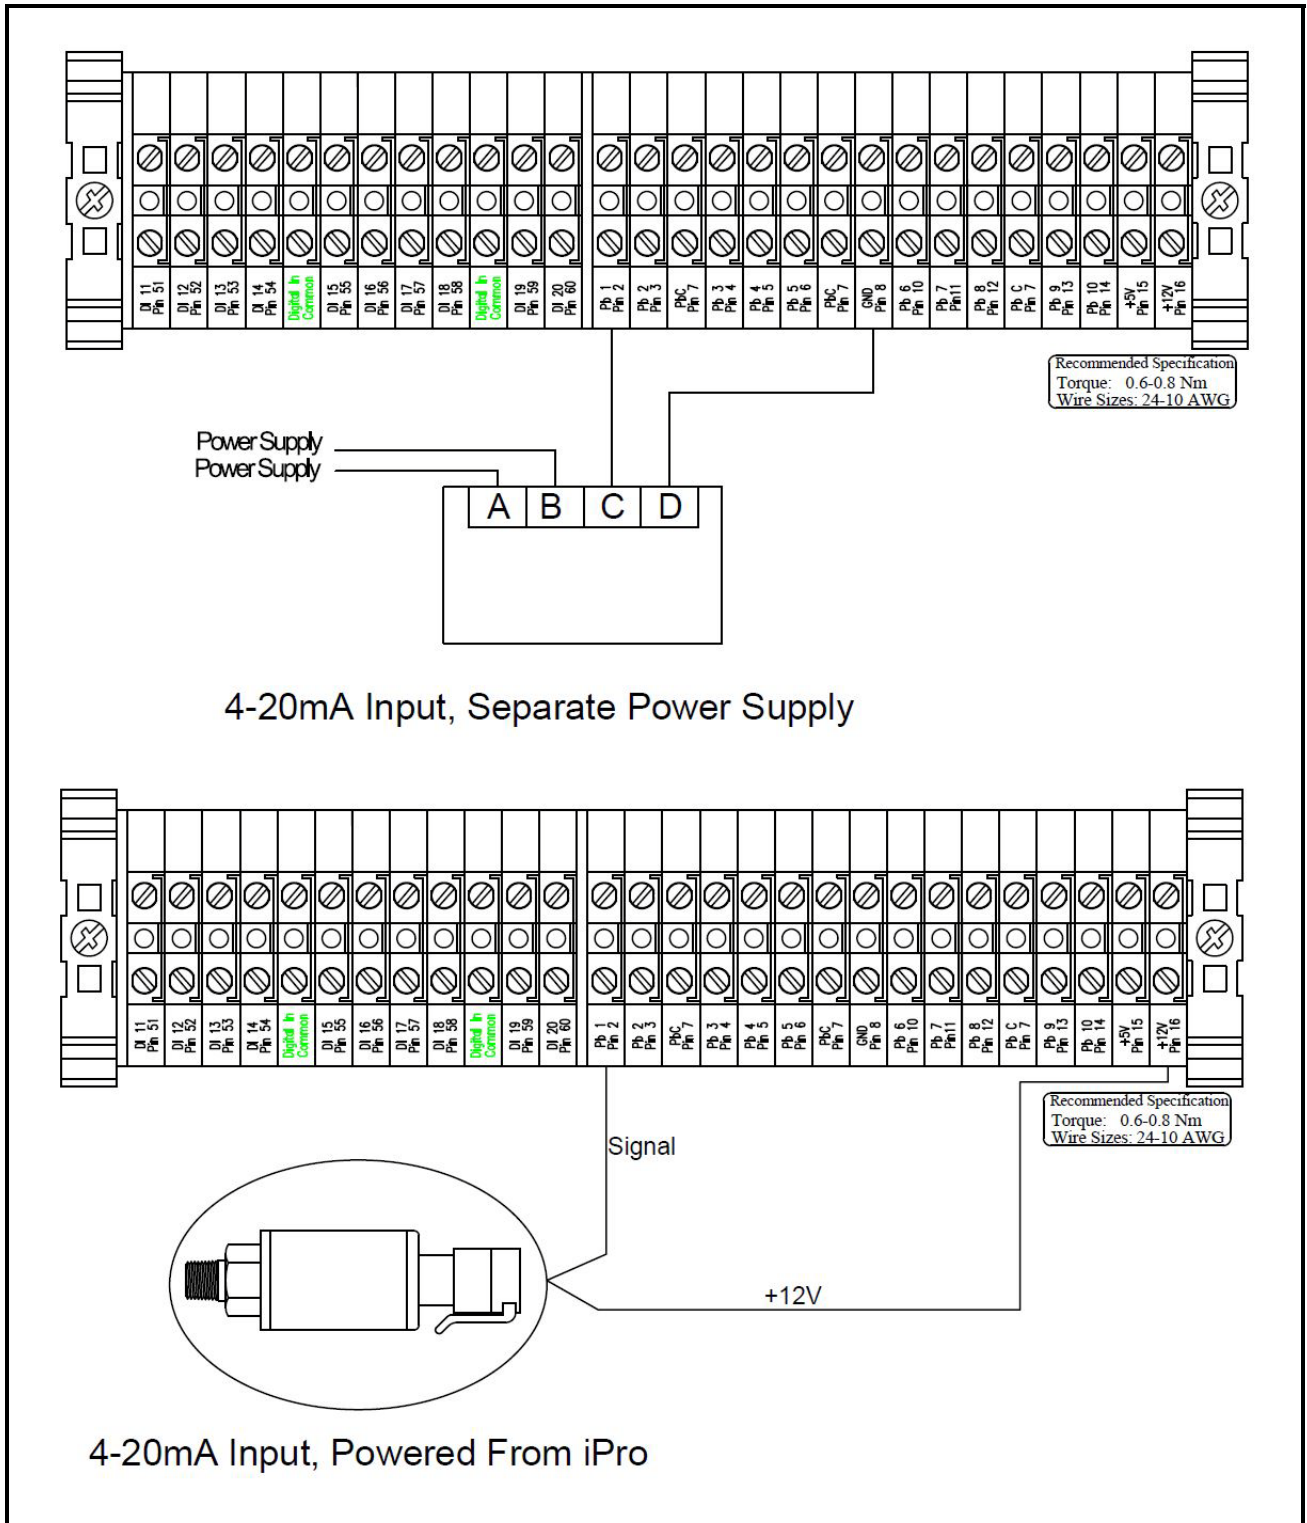 DI 11
Pin 51
DI 12
Pin 52
DI 13
Pin 53
DI 14
Pin 54
Digital In
Common
DI 15
Pin 55
DI 16
Pin 56
DI 17
Pin 57
DI 18
Pin 58
Digital In
Common
DI 19
Pin 59
DI 20
Pin 60
Pb 1
Pin 2
Pb 2
Pin 3
PbC
Pin 7
Pb 3
Pin 4
Pb 4
Pin 5
Pb 5
Pin 6
PbC
Pin 7
GND
Pin 8
Pb 6
Pin 10
Pb 7
Pin11
Pb 8
Pin 12
Pb C
Pin 7
Pb 9
Pin 13
Pb 10
Pin 14
+5V
Pin 15
+12V
Pin 16
Recommended Specification
Torque: 0.6-0.8 Nm
Wire Sizes: 24-10 AWG
Power Supply
Power Supply
A B C D
4-20mA Input, Separate Power Supply
DI 11
Pin 51
DI 12
Pin 52
DI 13
Pin 53
DI 14
Pin 54
Digital In
Common
DI 15
Pin 55
DI 16
Pin 56
DI 17
Pin 57
DI 18
Pin 58
Digital In
Common
DI 19
Pin 59
DI 20
Pin 60
Pb 1
Pin 2
Pb 2
Pin 3
PbC
Pin 7
Pb 3
Pin 4
Pb 4
Pin 5
Pb 5
Pin 6
PbC
Pin 7
GND
Pin 8
Pb 6
Pin 10
Pb 7
Pin11
Pb 8
Pin 12
Pb C
Pin 7
Pb 9
Pin 13
Pb 10
Pin 14
+5V
Pin 15
+12V
Pin 16
Recommended Specification
Torque: 0.6-0.8 Nm
Wire Sizes: 24-10 AWG
Signal
+12V
4-20mA Input, Powered From iPro